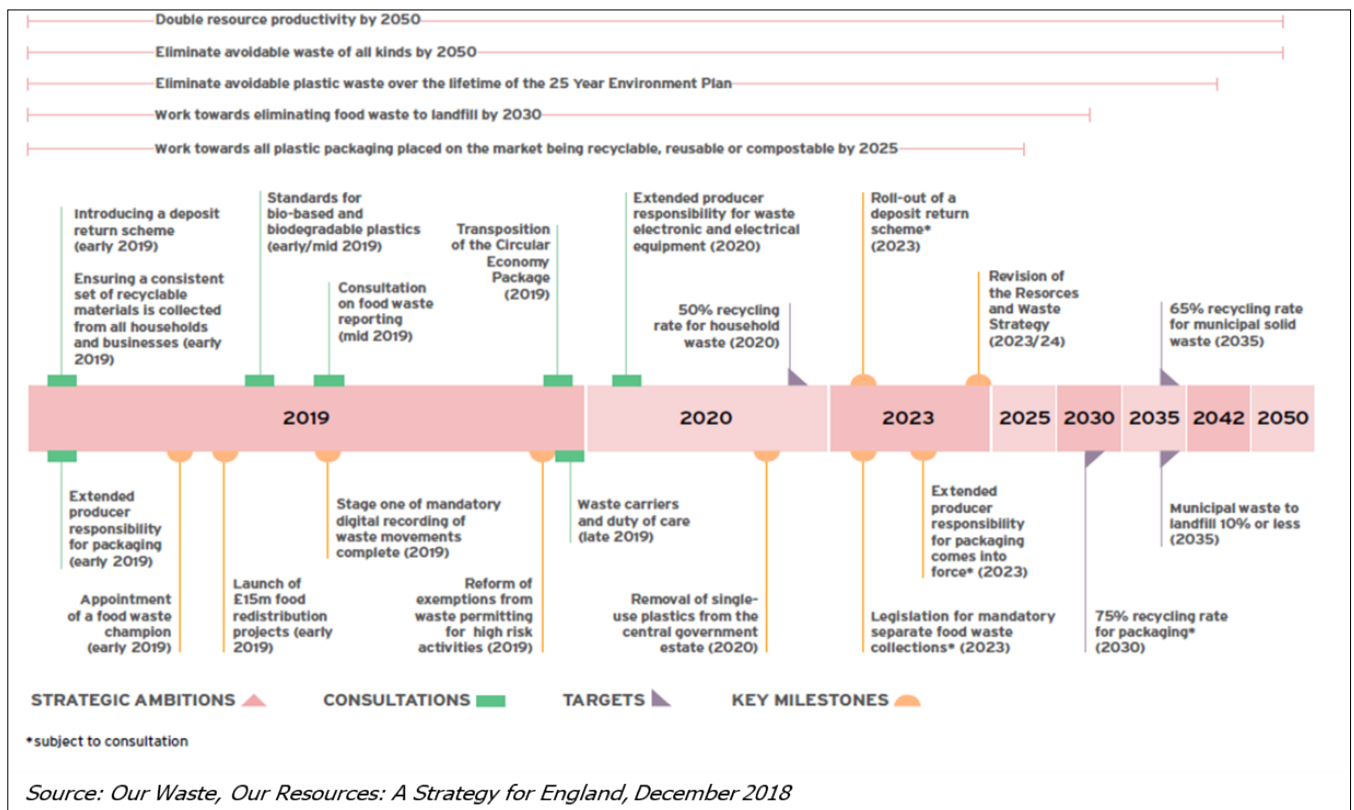 Double resource productivity by 2050
Eliminate avoidable waste of all kinds by 2050
Eliminate avoidable plastic waste over the lifetime of the 25 Year Environment Plan
Work towards eliminating food waste to landfill by 2030
Work towards all plastic packaging placed on the market being recyclable, reusable or compostable by 2025
Introducing a deposit
return scheme
(early 2019)
Ensuring a consistent
set of recyclable
materials is collected
from all households
and businesses (early
2019)
Standards for
bio-based and
biodegradable plastics
(early/mid 2019)
Consultation
on food waste
reporting
(mid 2019)
Transposition
of the Circular
Economy
Package
(2019)
Extended producer
responsibility for waste
electronic and electrical
equipment (2020)
50% recycling
rate for household
waste (2020)
Roll-out of a
deposit return
scheme*
(2023)
Revision of
the Resorces
and Waste
Strategy
(2023/24)
65% recycling rate
for municipal solid
waste (2035)
2019
2020
2023
2025
2030
2035
2042
2050
Extended
producer
responsibility
for packaging
(early 2019)
Appointment
of a food waste
champion
(early 2019)
Launch of
£15m food
redistribution
projects (early
2019)
Stage one of mandatory
digital recording of
waste movements
complete (2019)
Reform of
exemptions from
waste permitting
for high risk
activities (2019)
Waste carriers
and duty of care
(late 2019)
Removal of single-
use plastics from the
central government
estate (2020)
Extended
producer
responsibility
for packaging
comes into
force* (2023)
Legislation for mandatory
separate food waste
collections* (2023)
75% recycling rate
for packaging*
(2030)
Municipal waste to
landfill 10% or less
(2035)
STRATEGIC AMBITIONS
CONSULTATIONS
TARGETS
KEY MILESTONES
*subject to consultation
Source: Our Waste, Our Resources: A Strategy for England, December 2018